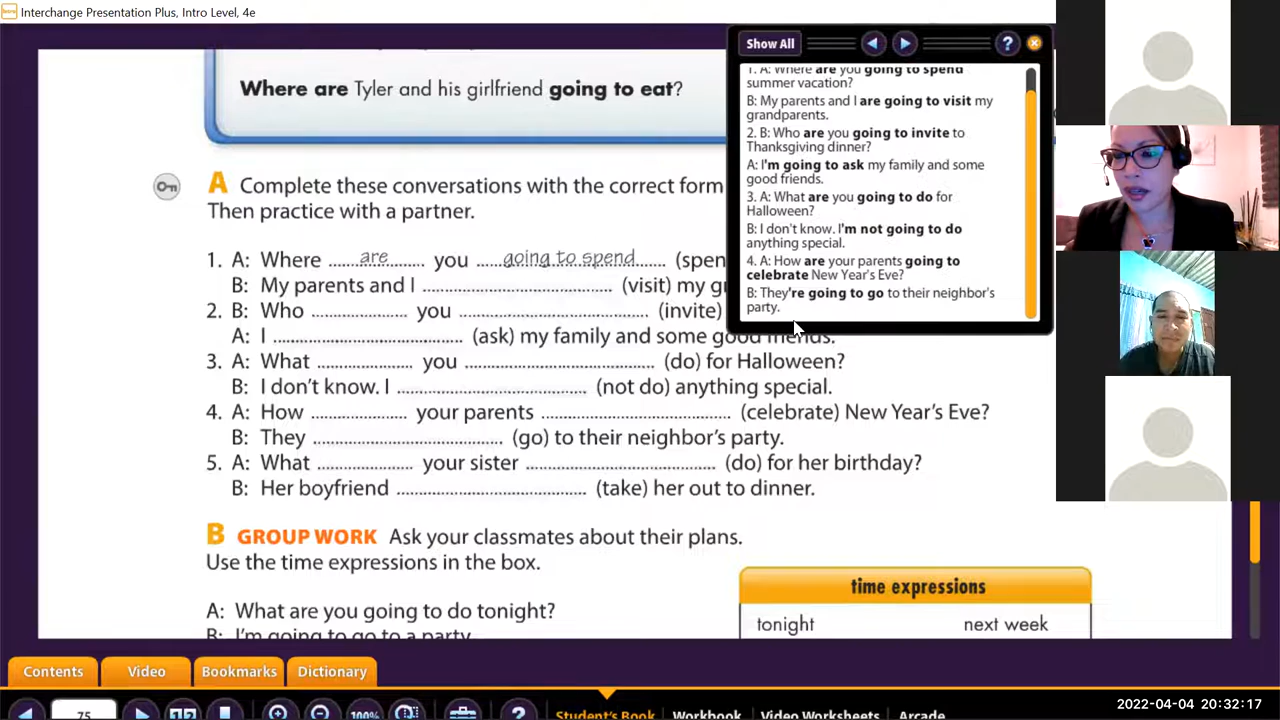 Interchange Presentation Plus, Intro Level, 4e
Where are Tyler and his girlfriend going to eat?
A Complete these conversations with the correct form
Then practice with a partner.
1. A: Where are you going to spend (spen
B: My parents and I ........ (visit) my gr
2. B: Who ........ you ........ (invite)
A: I ........ (ask) my family and some good friends.
3. A: What ........ you ........ (do) for Halloween?
B: I don't know. I ........ (not do) anything special.
4. A: How ........ your parents ........ (celebrate) New Year's Eve?
B: They ........ (go) to their neighbor's party.
5. A: What ........ your sister ........ (do) for her birthday?
B: Her boyfriend ........ (take) her out to dinner.
B GROUP WORK Ask your classmates about their plans.
Use the time expressions in the box.
A: What are you going to do tonight?
B: I'm going to go to a party
time expressions
tonight next week
Show All
?
1. A: Where are you going to spend
summer vacation?
B: My parents and I are going to visit my
grandparents.
2. B: Who are you going to invite to
Thanksgiving dinner?
A: I'm going to ask my family and some
good friends.
3. A: What are you going to do for
Halloween?
B: I don't know. I'm not going to do
anything special.
4. A: How are your parents going to
celebrate New Year's Eve?
B: They're going to go to their neighbor's
party.
Contents Video Bookmarks Dictionary
75 100% ? Student's Book Workbook Video Worksheets Arcade
2022-04-04 20:32:17